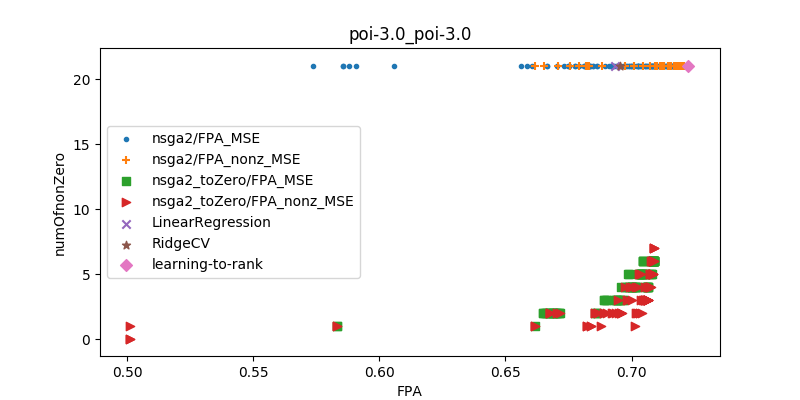 poi-3.0_poi-3.0
numOfnonZero
20
15
10
5
0
nsga2/FPA_MSE
nsga2/FPA_nonz_MSE
nsga2_toZero/FPA_MSE
nsga2_toZero/FPA_nonz_MSE
LinearRegression
RidgeCV
learning-to-rank
0.50 0.55 0.60 0.65 0.70
FPA